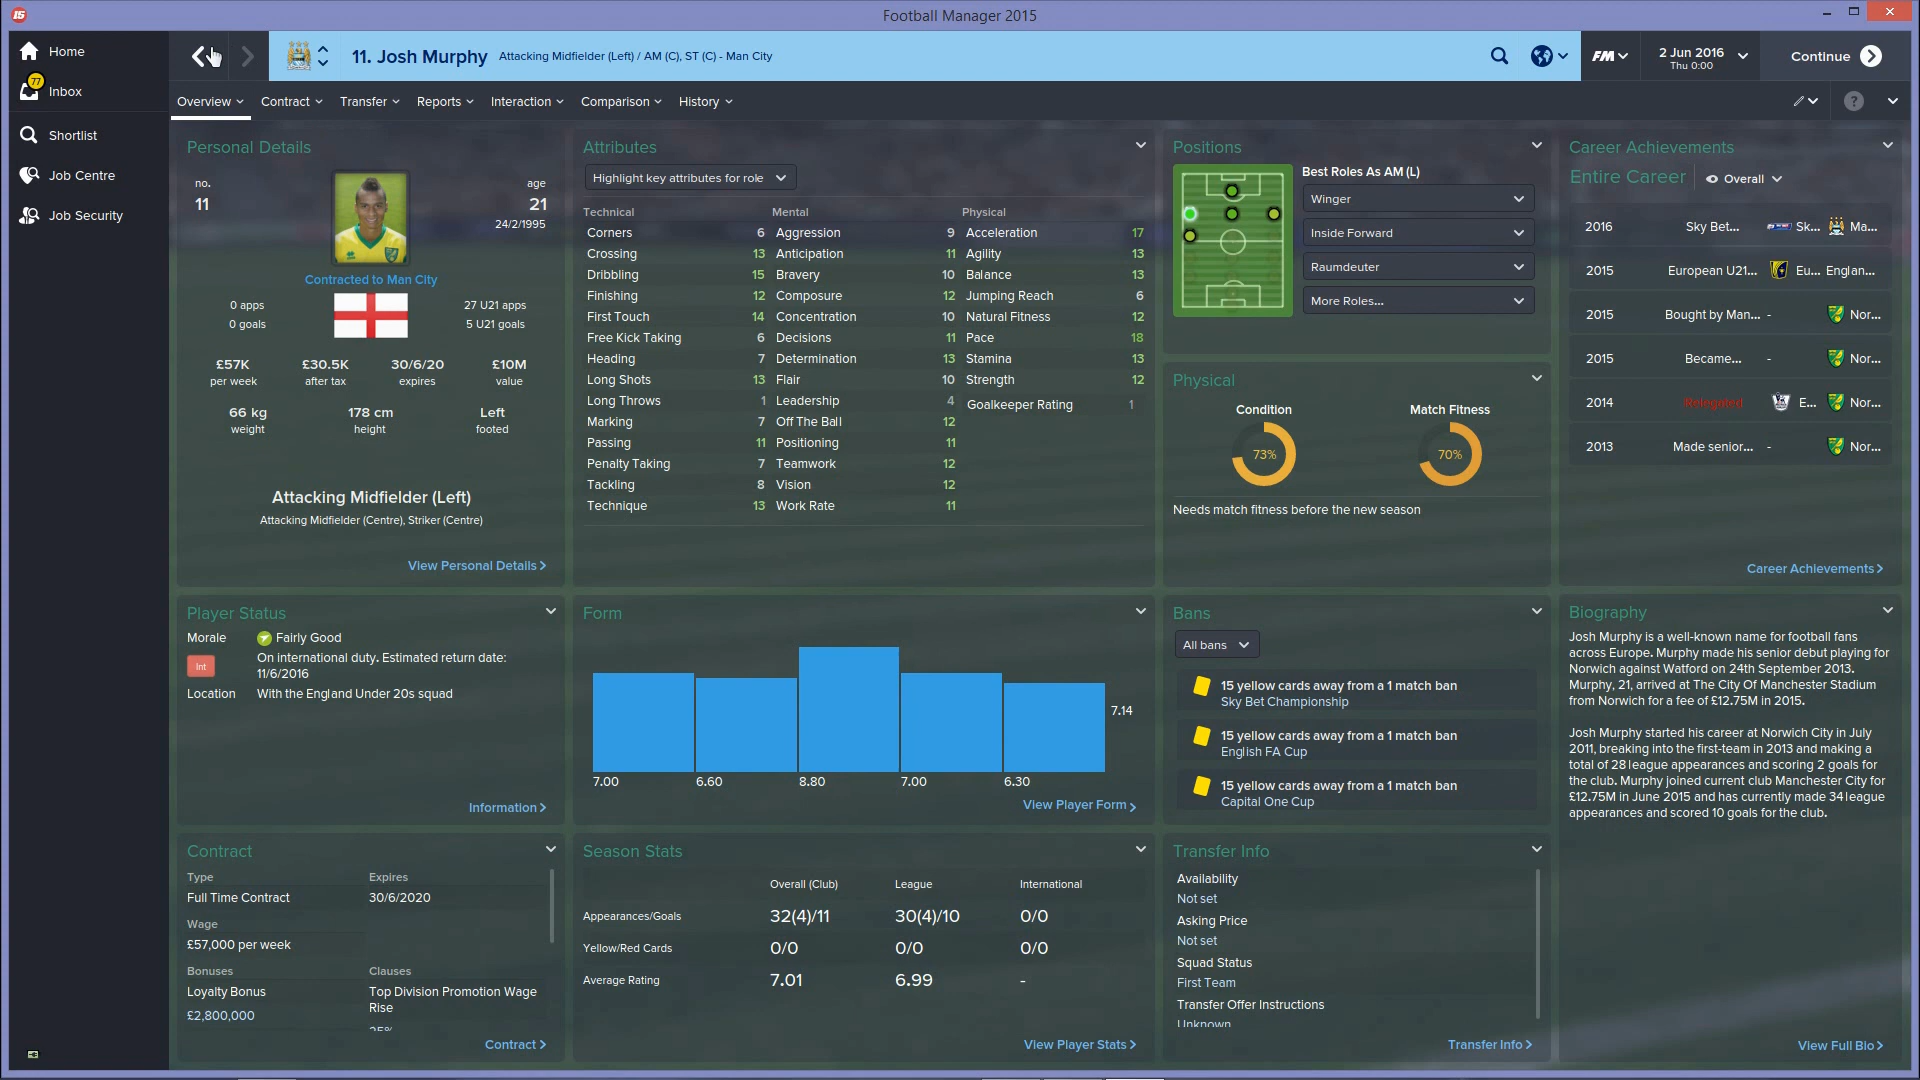 15
Football Manager 2015
Home
77
Inbox
Shortlist
Job Centre
Job Security
11. Josh Murphy
Attacking Midfielder (Left) / AM (C), ST (C) - Man City
FM
2 Jun 2016
Thu 0:00
Continue
Overview
Contract
Transfer
Reports
Interaction
Comparison
History
?
Personal Details
no.
11
age
21
24/2/1995
Contracted to Man City
0 apps
0 goals
27 U21 apps
5 U21 goals
£57K per week
£30.5K after tax
30/6/20 expires
£10M value
66 kg weight
178 cm height
Left footed
Attacking Midfielder (Left)
Attacking Midfielder (Centre), Striker (Centre)
View Personal Details
Attributes
Highlight key attributes for role
Technical
Corners 6
Crossing 13
Dribbling 15
Finishing 12
First Touch 14
Free Kick Taking 6
Heading 7
Long Shots 13
Long Throws 1
Marking 7
Passing 11
Penalty Taking 7
Tackling 8
Technique 13
Mental
Aggression 9
Anticipation 11
Bravery 10
Composure 12
Concentration 10
Decisions 11
Determination 13
Flair 10
Leadership 4
Off The Ball 12
Positioning 11
Teamwork 12
Vision 12
Work Rate 11
Physical
Acceleration 17
Agility 13
Balance 13
Jumping Reach 6
Natural Fitness 12
Pace 18
Stamina 13
Strength 12
Goalkeeper Rating 1
Positions
Best Roles As AM (L)
Winger
Inside Forward
Raumdeuter
More Roles...
Physical
Condition
73%
Match Fitness
70%
Needs match fitness before the new season
Career Achievements
Entire Career
Overall
2016 Sky Bet... Sk... Ma...
2015 European U21... Eu... Englan...
2015 Bought by Man... - Nor...
2015 Became... - Nor...
2014 Relegated E... Nor...
2013 Made senior... - Nor...
Career Achievements
Player Status
Morale Fairly Good
Int
On international duty. Estimated return date:
11/6/2016
Location With the England Under 20s squad
Information
Form
7.14
7.00 6.60 8.80 7.00 6.30
View Player Form
Bans
All bans
15 yellow cards away from a 1 match ban
Sky Bet Championship
15 yellow cards away from a 1 match ban
English FA Cup
15 yellow cards away from a 1 match ban
Capital One Cup
Biography
Josh Murphy is a well-known name for football fans
across Europe. Murphy made his senior debut playing for
Norwich against Watford on 24th September 2013.
Murphy, 21, arrived at The City Of Manchester Stadium
from Norwich for a fee of £12.75M in 2015.
Josh Murphy started his career at Norwich City in July
2011, breaking into the first-team in 2013 and making a
total of 28 league appearances and scoring 2 goals for
the club. Murphy joined current club Manchester City for
£12.75M in June 2015 and has currently made 34 league
appearances and scored 10 goals for the club.
View Full Bio
Contract
Type
Full Time Contract
Expires
30/6/2020
Wage
£57,000 per week
Bonuses
Loyalty Bonus
£2,800,000
Clauses
Top Division Promotion Wage
Rise
25%
Contract
Season Stats
Overall (Club) League International
Appearances/Goals 32(4)/11 30(4)/10 0/0
Yellow/Red Cards 0/0 0/0 0/0
Average Rating 7.01 6.99 -
View Player Stats
Transfer Info
Availability
Not set
Asking Price
Not set
Squad Status
First Team
Transfer Offer Instructions
Unknown
Transfer Info